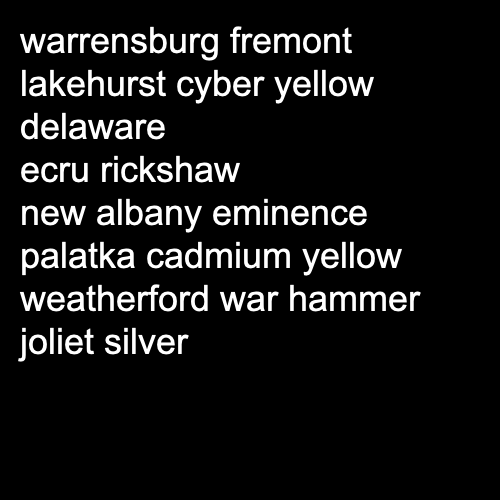 warrensburg fremont
lakehurst cyber yellow
delaware
ecru rickshaw
new albany eminence
palatka cadmium yellow
weatherford war hammer
joliet silver